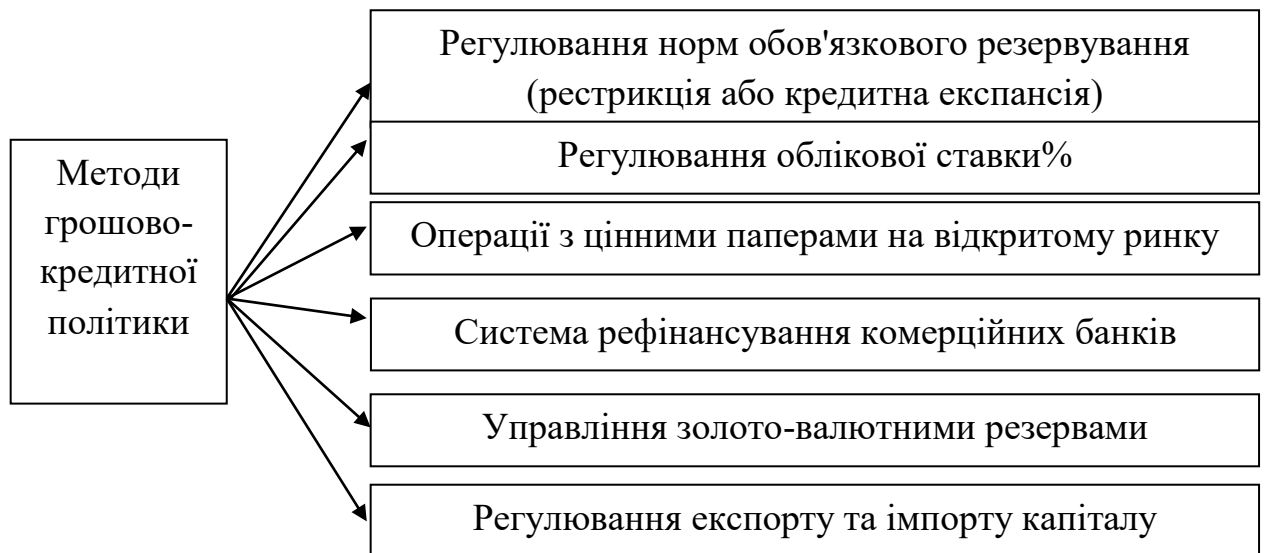 Методи
грошово-
кредитної
політики
Регулювання норм обов'язкового резервування
(рестрикція або кредитна експансія)
Регулювання облікової ставки%
Операції з цінними паперами на відкритому ринку
Система рефінансування комерційних банків
Управління золото-валютними резервами
Регулювання експорту та імпорту капіталу